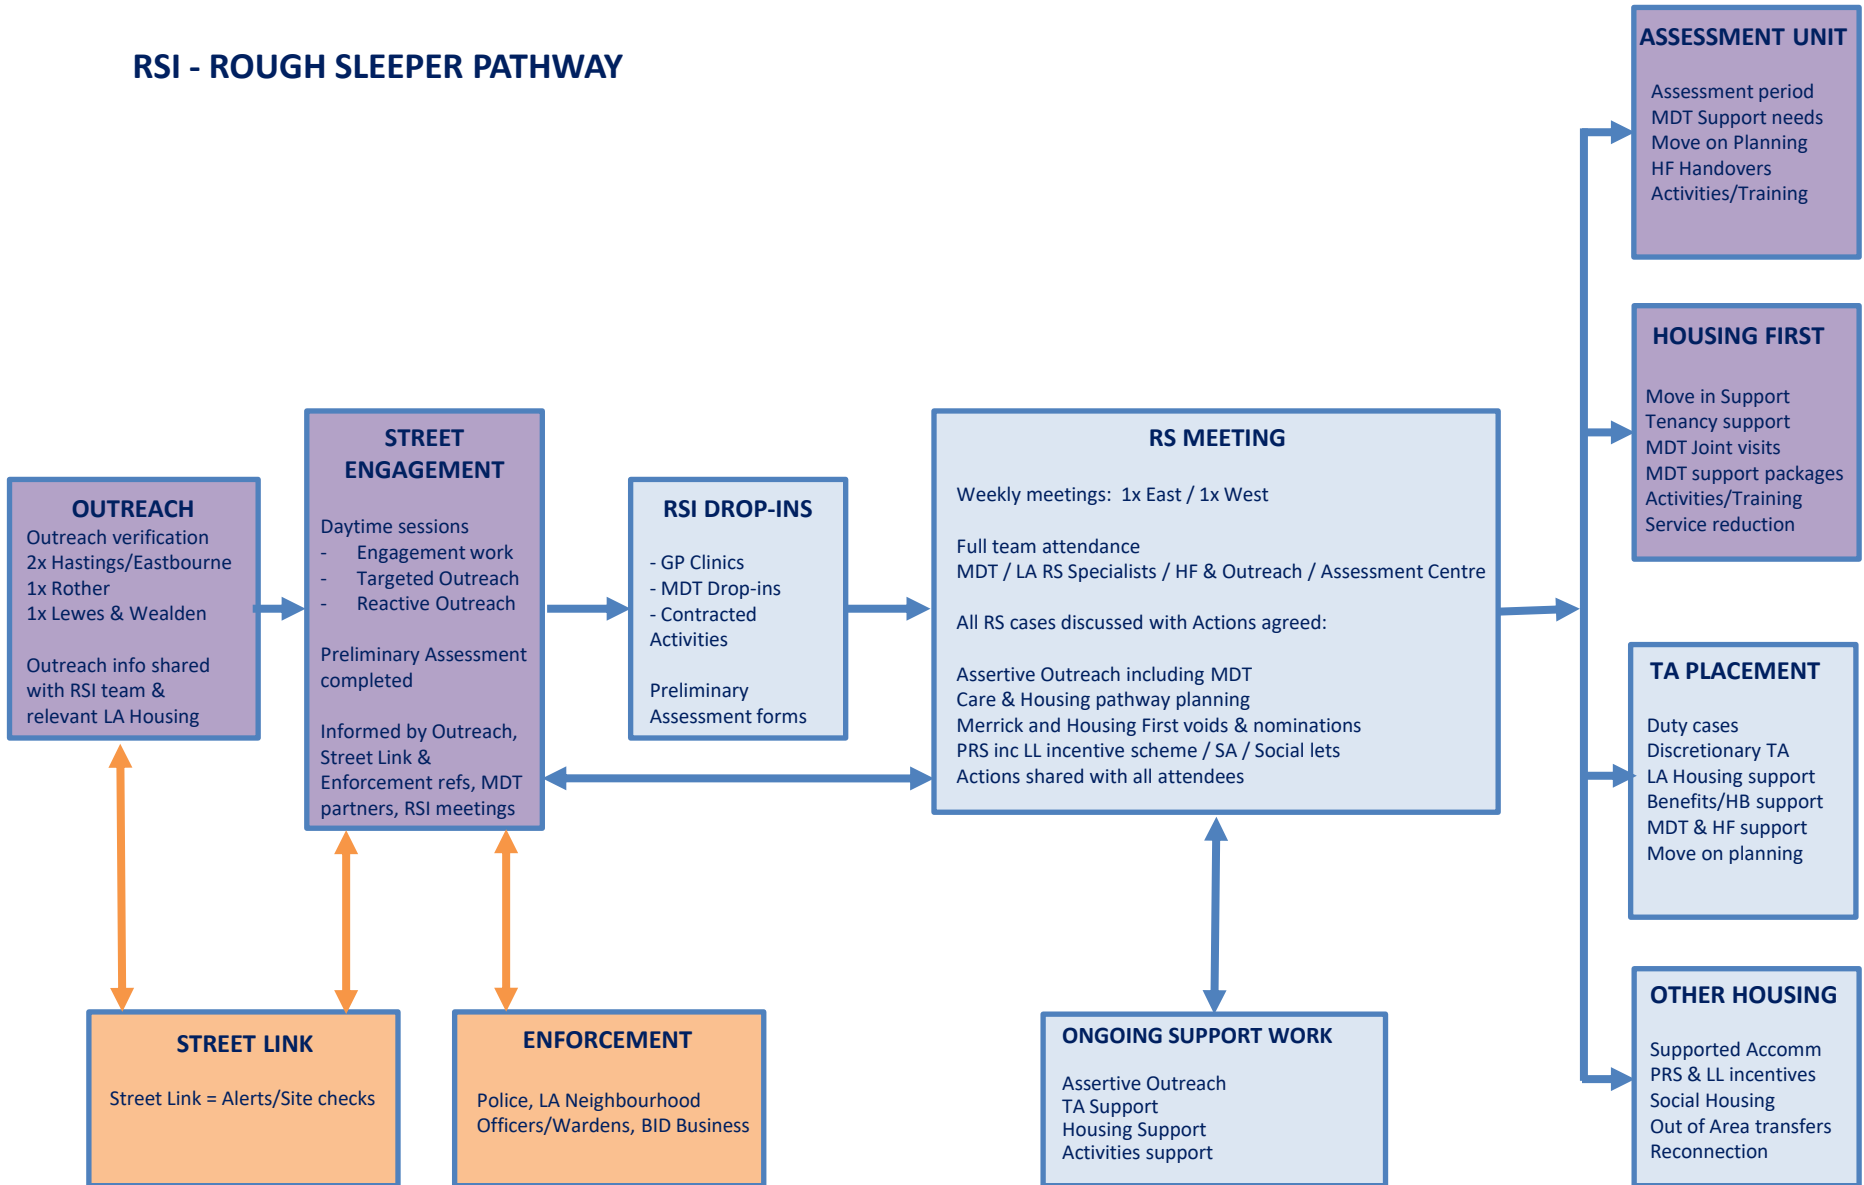 RSI - ROUGH SLEEPER PATHWAY
OUTREACH
Outreach verification
2x Hastings/Eastbourne
1x Rother
1x Lewes & Wealden
Outreach info shared
with RSI team &
relevant LA Housing
STREET
ENGAGEMENT
Daytime sessions
- Engagement work
- Targeted Outreach
- Reactive Outreach
Preliminary Assessment
completed
Informed by Outreach,
Street Link &
Enforcement refs, MDT
partners, RSI meetings
RSI DROP-INS
- GP Clinics
- MDT Drop-ins
- Contracted
Activities
Preliminary
Assessment forms
RS MEETING
Weekly meetings: 1x East / 1x West
Full team attendance
MDT / LA RS Specialists / HF & Outreach / Assessment Centre
All RS cases discussed with Actions agreed:
Assertive Outreach including MDT
Care & Housing pathway planning
Merrick and Housing First voids & nominations
PRS inc LL incentive scheme / SA / Social lets
Actions shared with all attendees
ASSESSMENT UNIT
Assessment period
MDT Support needs
Move on Planning
HF Handovers
Activities/Training
HOUSING FIRST
Move in Support
Tenancy support
MDT Joint visits
MDT support packages
Activities/Training
Service reduction
TA PLACEMENT
Duty cases
Discretionary TA
LA Housing support
Benefits/HB support
MDT & HF support
Move on planning
OTHER HOUSING
Supported Accomm
PRS & LL incentives
Social Housing
Out of Area transfers
Reconnection
STREET LINK
Street Link = Alerts/Site checks
ENFORCEMENT
Police, LA Neighbourhood
Officers/Wardens, BID Business
ONGOING SUPPORT WORK
Assertive Outreach
TA Support
Housing Support
Activities support